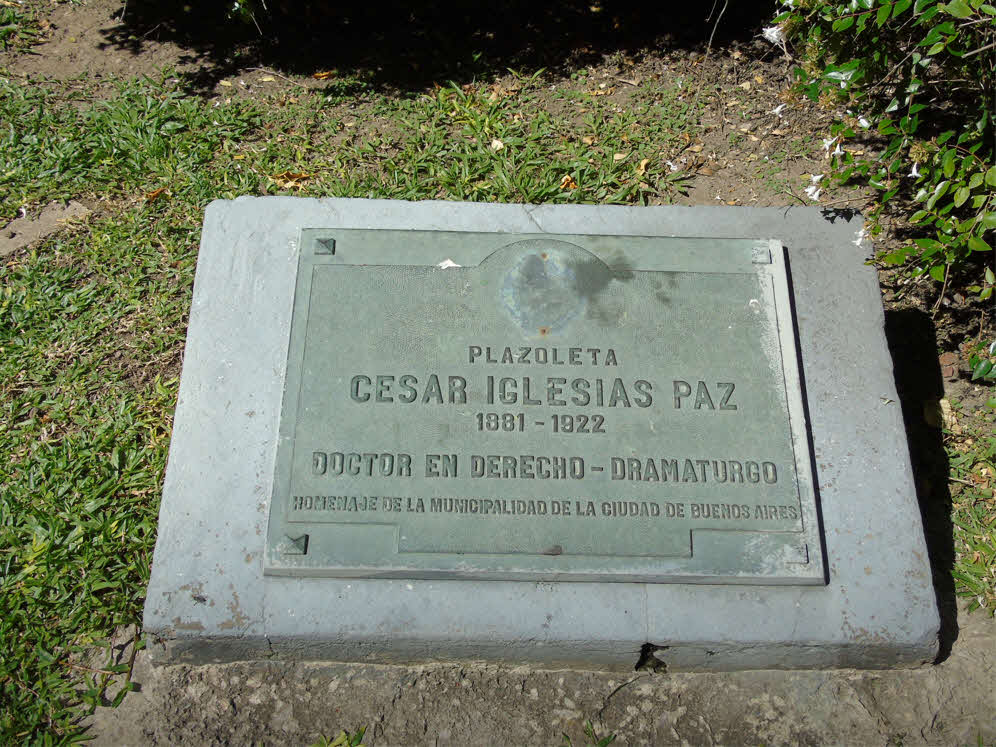 PLAZOLETA
CESAR IGLESIAS PAZ
1881 - 1922
DOCTOR EN DERECHO - DRAMATURGO
HOMENAJE DE LA MUNICIPALIDAD DE LA CIUDAD DE BUENOS AIRES